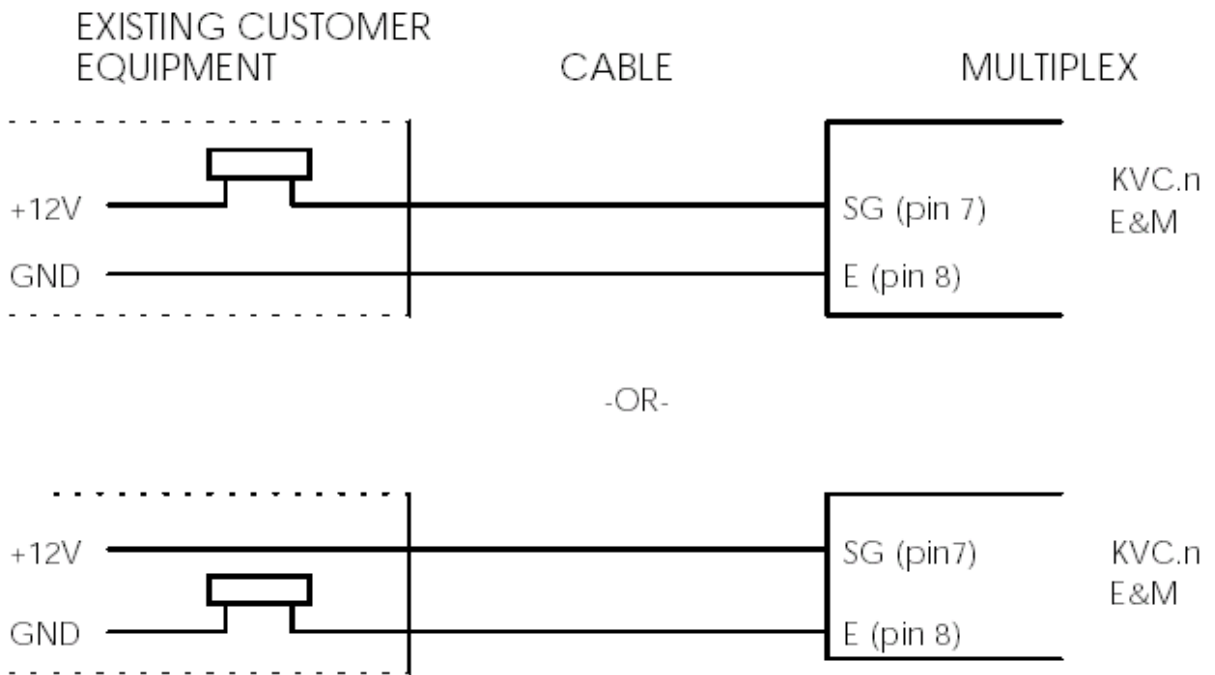 EXISTING CUSTOMER
EQUIPMENT
CABLE
MULTIPLEX
+12V
SG (pin 7)
KVC.n
E&M
GND
E (pin 8)
-OR-
+12V
SG (pin7)
KVC.n
E&M
GND
E (pin 8)